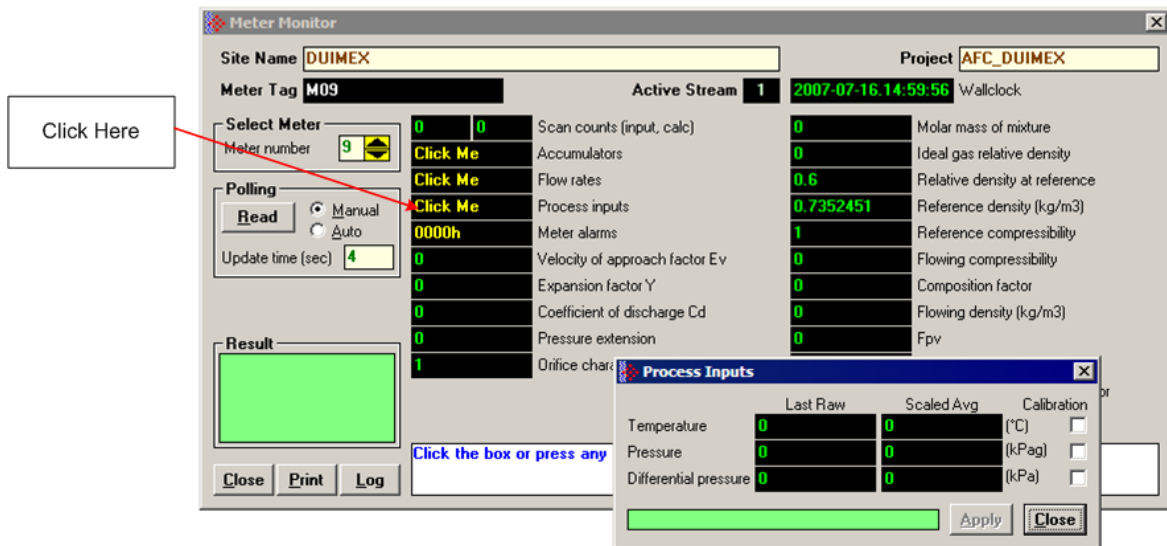 Meter Monitor
Site Name DUIMEX Project AFC_DUIMEX
Meter Tag M09 Active Stream 1 2007-07-16.14:59:56 Wallclock
Click Here
Select Meter
Meter number 9
Polling
Read Manual
Auto
Update time (sec) 4
Result
Close Print Log
0 0 Scan counts (input, calc)
Click Me Accumulators
Click Me Flow rates
Click Me Process inputs
0000h Meter alarms
0 Velocity of approach factor Ev
0 Expansion factor Y
0 Coefficient of discharge Cd
0 Pressure extension
1 Orifice chara
0 Molar mass of mixture
0 Ideal gas relative density
0.6 Relative density at reference
0.7352451 Reference density (kg/m3)
1 Reference compressibility
0 Flowing compressibility
0 Composition factor
0 Flowing density (kg/m3)
0 Fpv
or
Click the box or press any
Process Inputs
Last Raw Scaled Avg Calibration
Temperature 0 0 (°C)
Pressure 0 0 (kPag)
Differential pressure 0 0 (kPa)
Apply Close